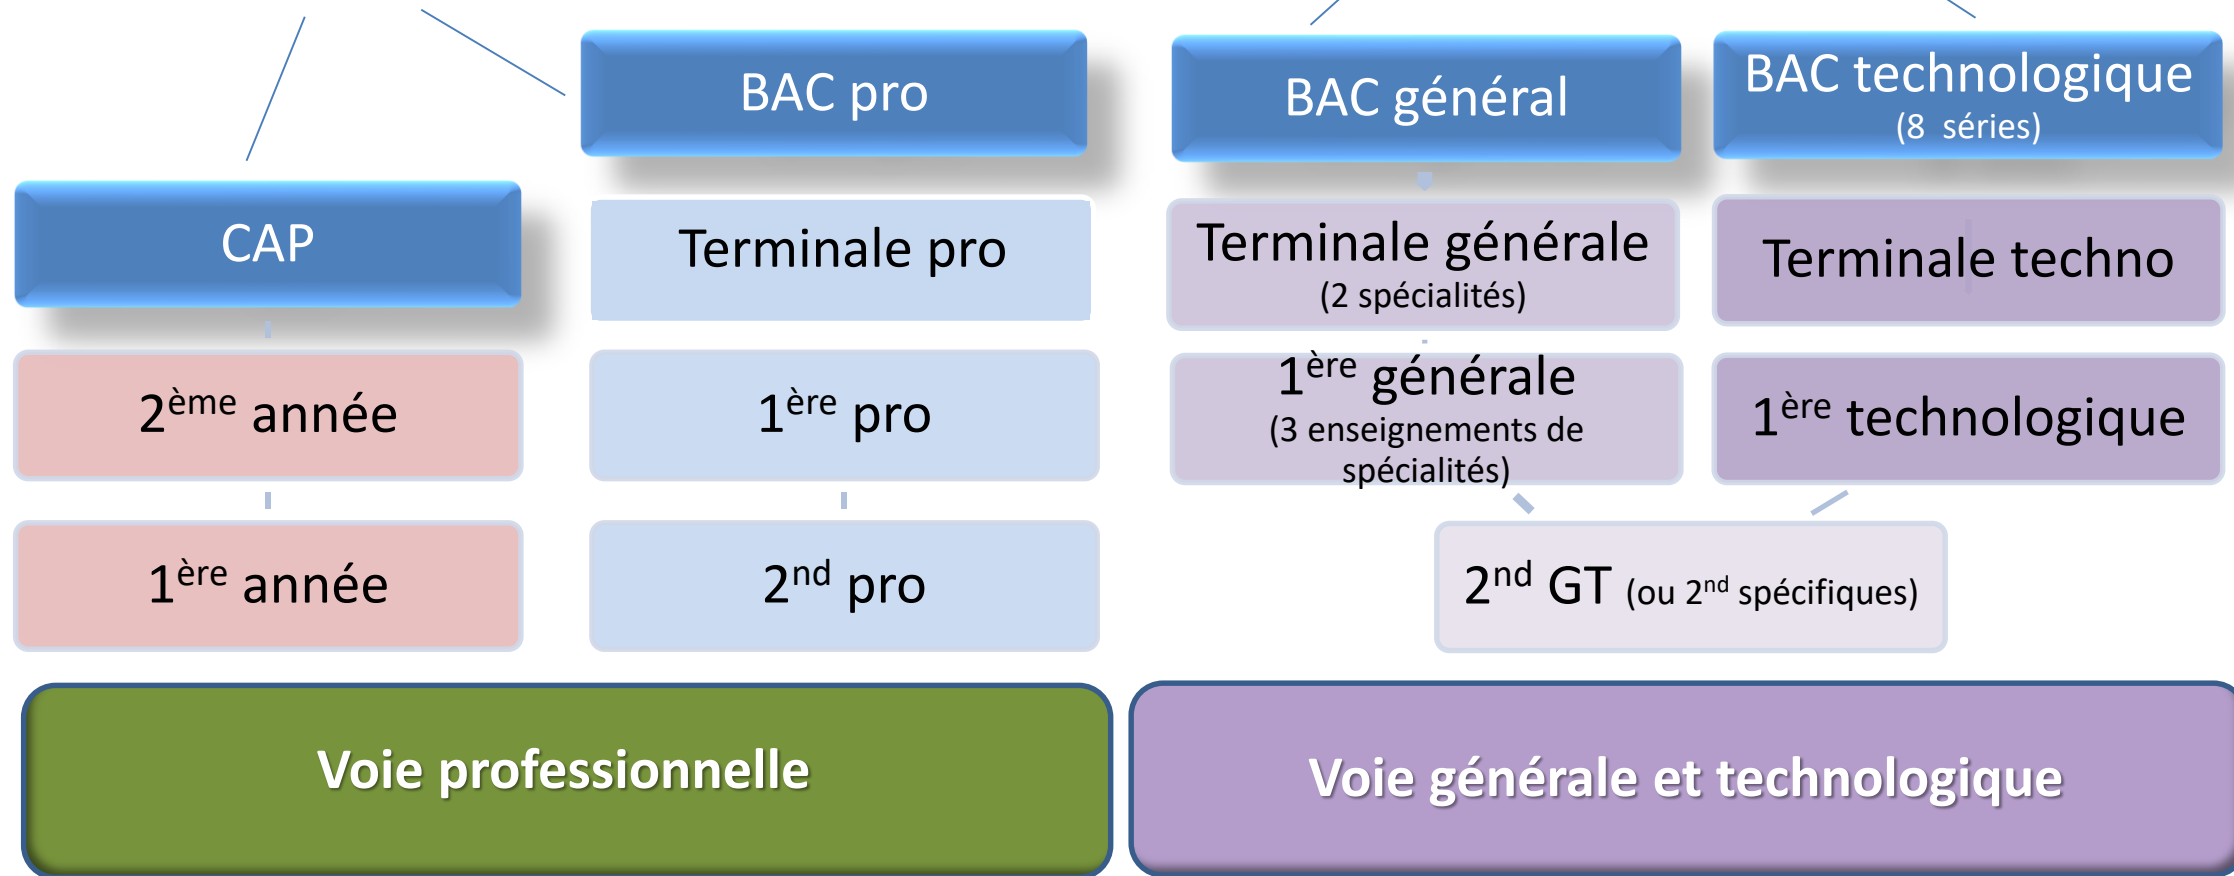 BAC pro
BAC général
BAC technologique
(8 séries)
CAP
Terminale pro
Terminale générale
(2 spécialités)
Terminale techno
2ème année
1ère pro
1ère générale
(3 enseignements de
spécialités)
1ère technologique
1ère année
2nd pro
2nd GT (ou 2nd spécifiques)
Voie professionnelle
Voie générale et technologique